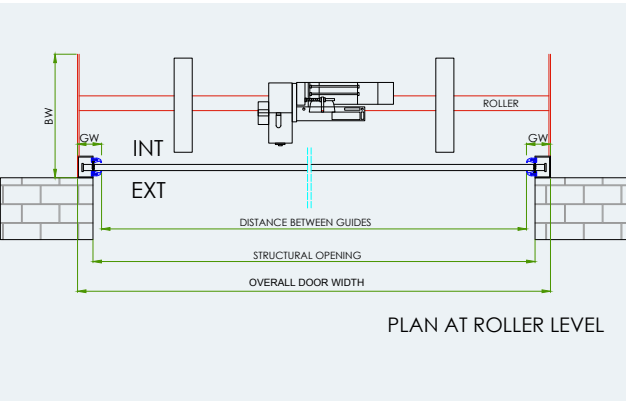 ROLLER
BW
GW
GW
INT
EXT
DISTANCE BETWEEN GUIDES
STRUCTURAL OPENING
OVERALL DOOR WIDTH
PLAN AT ROLLER LEVEL